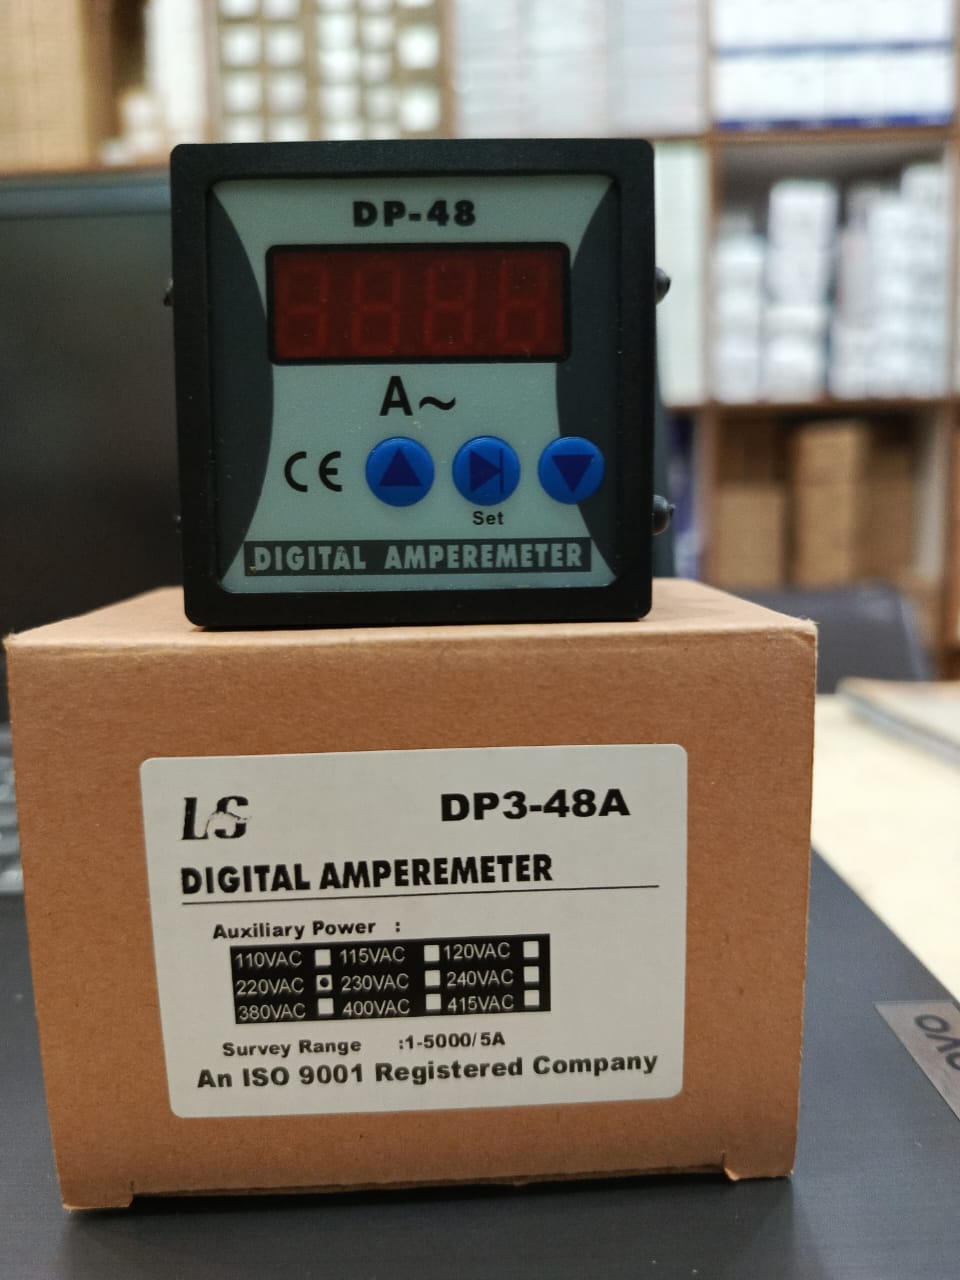 DP-48
A~
CE
Set
DIGITAL AMPEREMETER
LS
DP3-48A
DIGITAL AMPEREMETER
Auxiliary Power :
110VAC 115VAC 120VAC
220VAC 230VAC 240VAC
380VAC 400VAC 415VAC
Survey Range :1-5000/5A
An ISO 9001 Registered Company